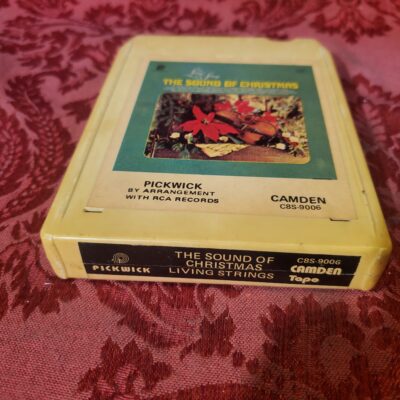 THE SOUND OF CHRISTMAS
PICKWICK
BY ARRANGEMENT
WITH RCA RECORDS
CAMDEN
C8S-9006
PICKWICK
THE SOUND OF
CHRISTMAS
LIVING STRINGS
C8S-9006
CAMDEN
Tape